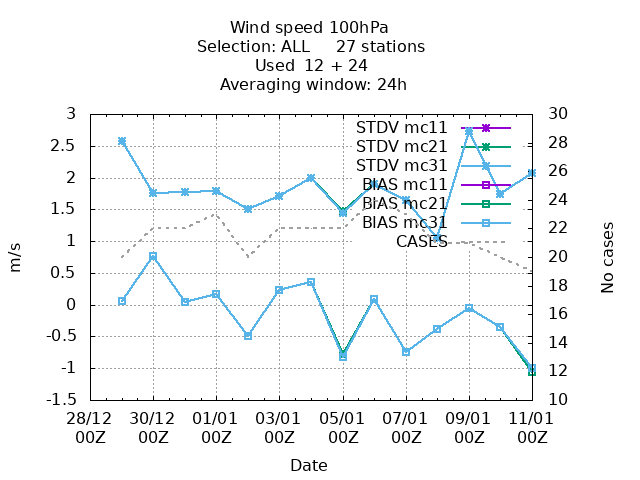 Wind speed 100hPa
Selection: ALL 27 stations
Used 12 + 24
Averaging window: 24h
3
2.5
2
1.5
1
0.5
0
-0.5
-1
-1.5
m/s
30
28
26
24
22
20
18
16
14
12
10
No cases
STDV mc11
STDV mc21
STDV mc31
BIAS mc11
BIAS mc21
BIAS mc31
CASES
28/12 30/12 01/01 03/01 05/01 07/01 09/01 11/01
00Z 00Z 00Z 00Z 00Z 00Z 00Z 00Z
Date